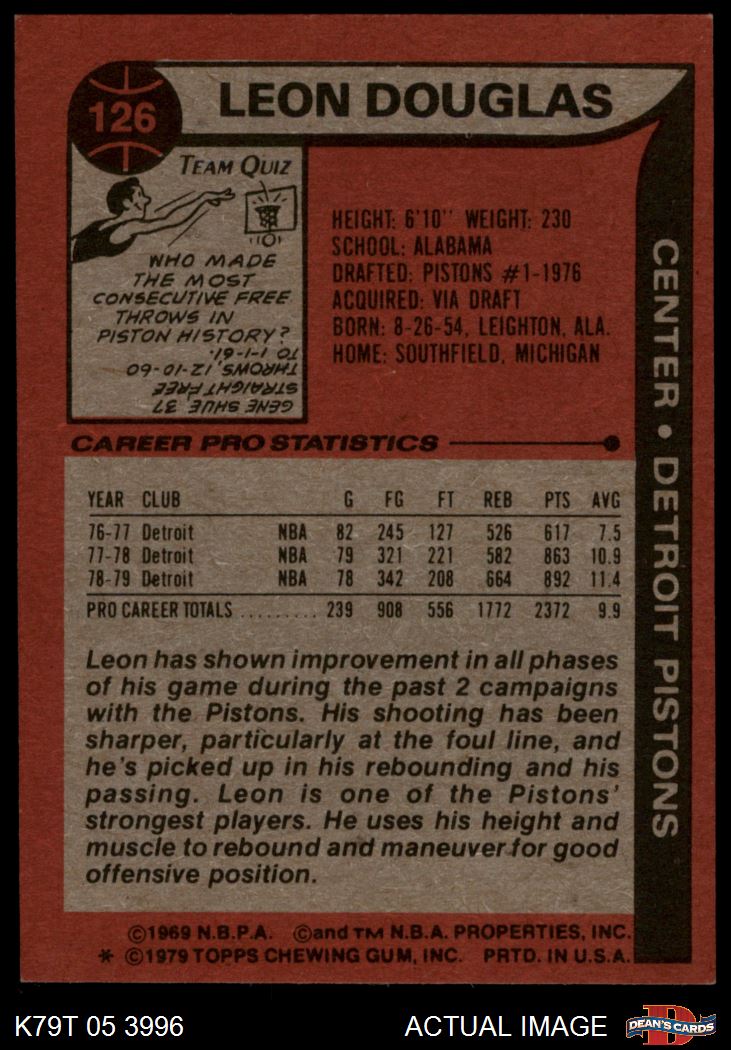 126
LEON DOUGLAS
TEAM QUIZ
WHO MADE
THE MOST
CONSECUTIVE FREE
THROWS IN
PISTON HISTORY?
GENE SHUE, 37
STRAIGHT FREE
THROWS, 12-10-60
TO 1-1-61.
HEIGHT: 6'10" WEIGHT: 230
SCHOOL: ALABAMA
DRAFTED: PISTONS #1-1976
ACQUIRED: VIA DRAFT
BORN: 8-26-54, LEIGHTON, ALA.
HOME: SOUTHFIELD, MICHIGAN
CENTER • DETROIT PISTONS
CAREER PRO STATISTICS
YEAR CLUB G FG FT REB PTS AVG
76-77 Detroit NBA 82 245 127 526 617 7.5
77-78 Detroit NBA 79 321 221 582 863 10.9
78-79 Detroit NBA 78 342 208 664 892 11.4
PRO CAREER TOTALS ......... 239 908 556 1772 2372 9.9
Leon has shown improvement in all phases
of his game during the past 2 campaigns
with the Pistons. His shooting has been
sharper, particularly at the foul line, and
he's picked up in his rebounding and his
passing. Leon is one of the Pistons'
strongest players. He uses his height and
muscle to rebound and maneuver for good
offensive position.
©1969 N.B.P.A. ©and TM N.B.A. PROPERTIES, INC.
* ©1979 TOPPS CHEWING GUM, INC. PRTD. IN U.S.A.
K79T 05 3996
ACTUAL IMAGE
D
DEAN'S CARDS